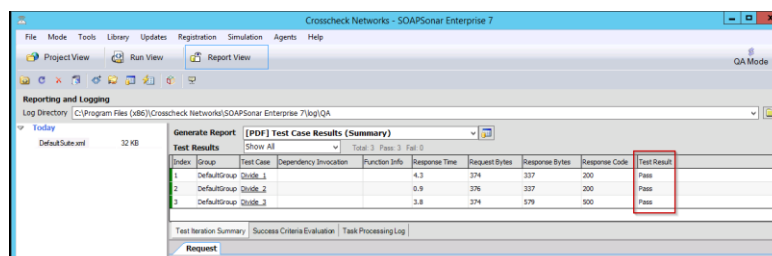 Crosscheck Networks - SOAPSonar Enterprise 7
File Mode Tools Library Updates Registration Simulation Agents Help
Project View Run View Report View QA Mode
Reporting and Logging
Log Directory C:\Program Files (x86)\Crosscheck Networks\SOAPSonar Enterprise 7\log\QA
Today
DefaultSuite.xml 32 KB
Generate Report [PDF] Test Case Results (Summary)
Test Results Show All Total: 3 Pass: 3 Fail: 0
Index Group Test Case Dependency Invocation Function Info Response Time Request Bytes Response Bytes Response Code Test Result
1 DefaultGroup Divide_1 4.3 374 337 200 Pass
2 DefaultGroup Divide_2 0.9 376 337 200 Pass
3 DefaultGroup Divide_3 3.8 374 579 500 Pass
Test Iteration Summary Success Criteria Evaluation Task Processing Log
Request